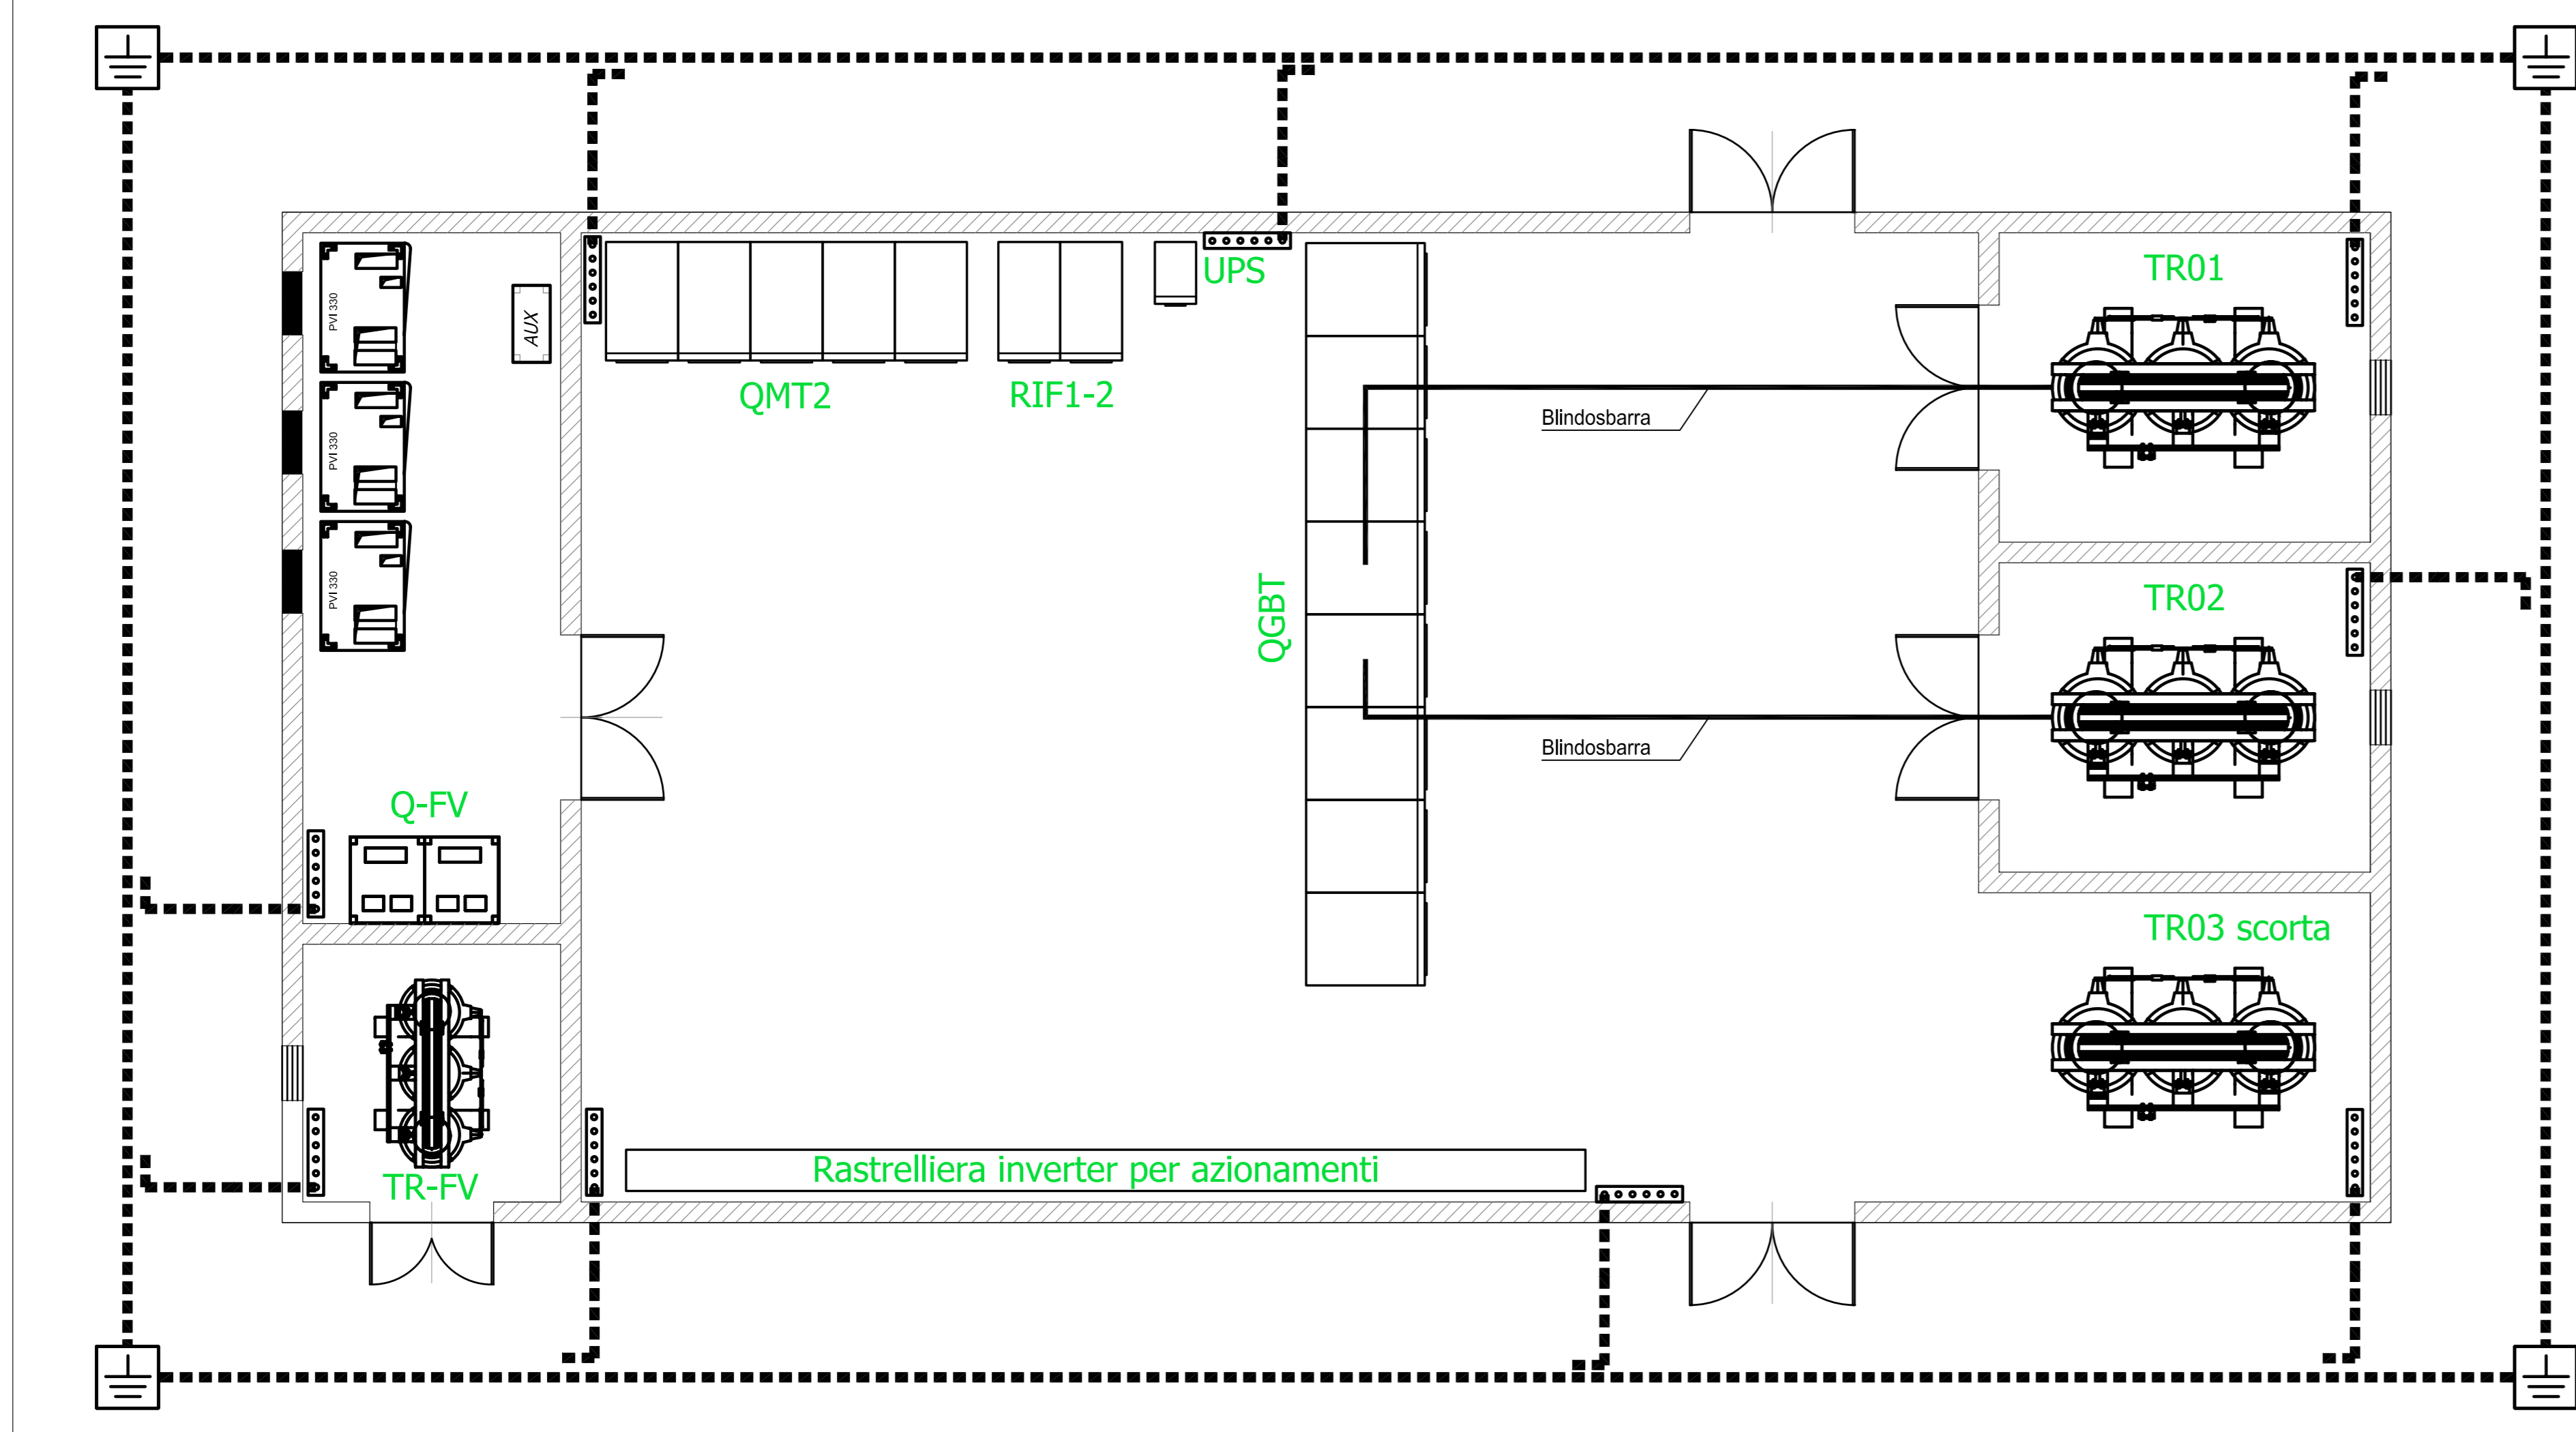 TR01
UPS
PVI 330
AUX
QMT2
RIF1-2
Blindosbarra
PVI 330
PVI 330
TR02
QGBT
Blindosbarra
Q-FV
TR03 scorta
Rastrelliera inverter per azionamenti
TR-FV